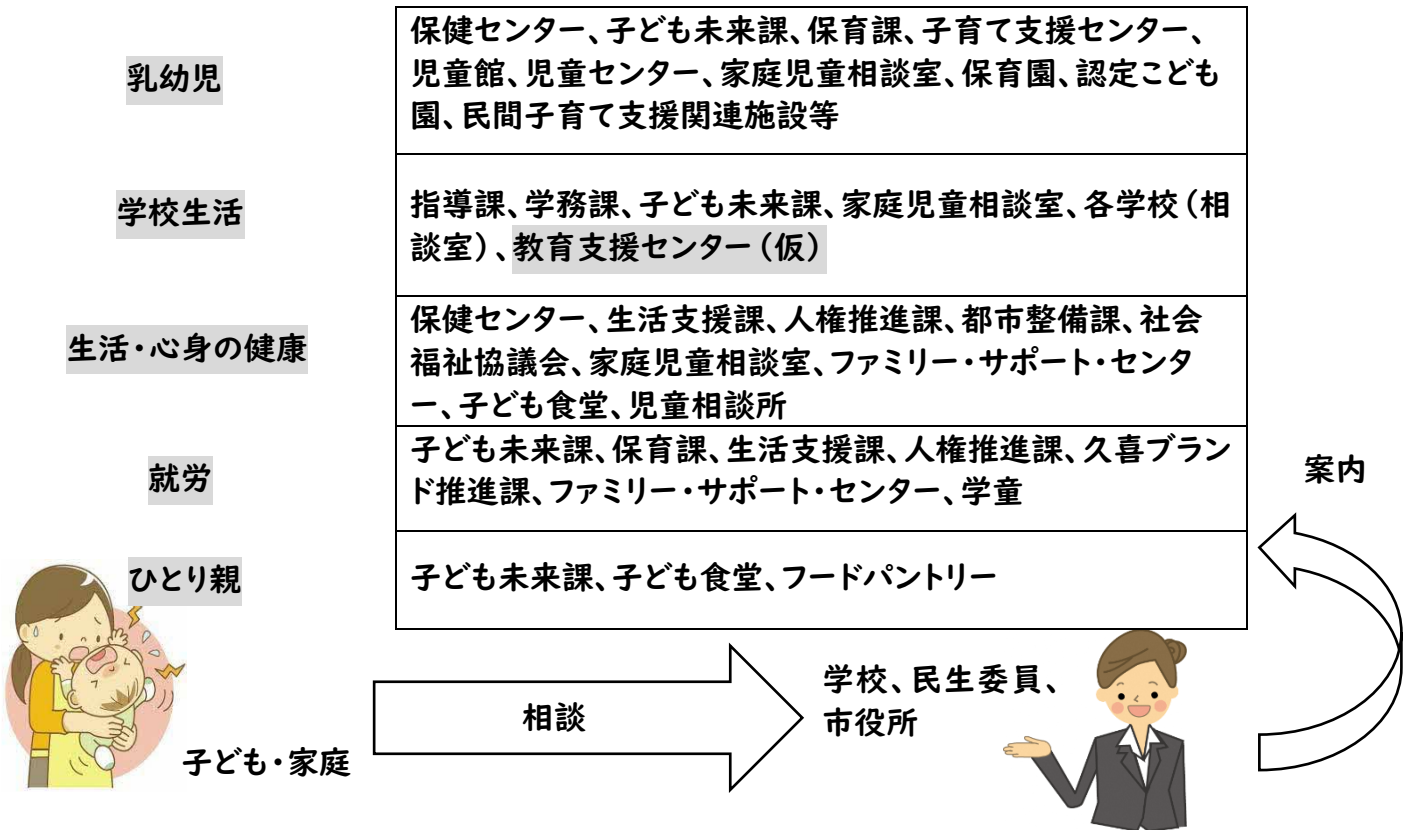 乳幼児
保健センター、子ども未来課、保育課、子育て支援センター、
児童館、児童センター、家庭児童相談室、保育園、認定こども
園、民間子育て支援関連施設等
学校生活
指導課、学務課、子ども未来課、家庭児童相談室、各学校(相
談室)、教育支援センター(仮)
生活・心身の健康
保健センター、生活支援課、人権推進課、都市整備課、社会
福祉協議会、家庭児童相談室、ファミリー・サポート・センタ
ー、子ども食堂、児童相談所
就労
子ども未来課、保育課、生活支援課、人権推進課、久喜ブラン
ド推進課、ファミリー・サポート・センター、学童
案内
ひとり親
子ども未来課、子ども食堂、フードパントリー
子ども・家庭
相談
学校、民生委員、
市役所